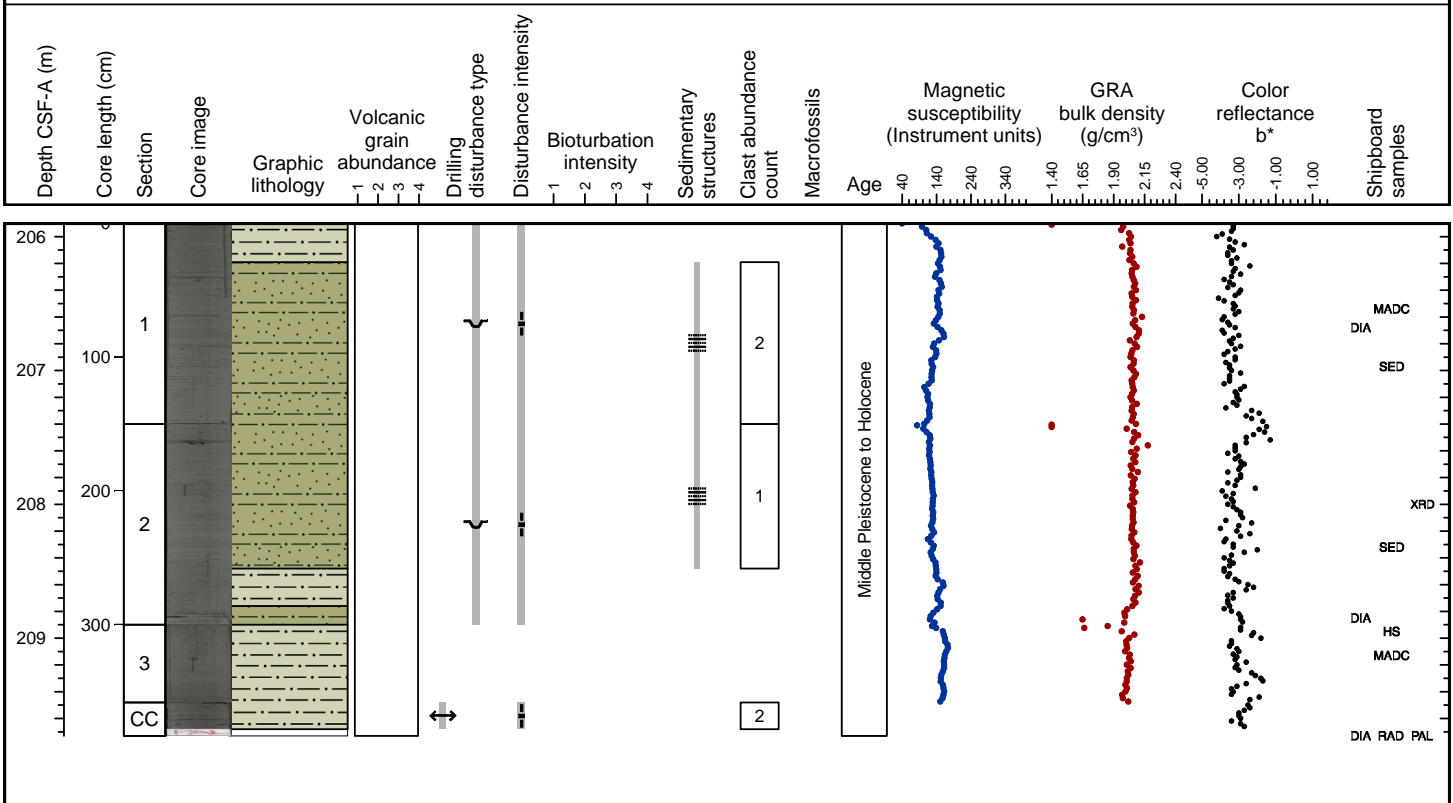 Depth CSF-A (m)
Core length (cm)
Section
Core image
Graphic
lithology
Volcanic
grain
abundance
1 2 3 4
Drilling
disturbance type
Disturbance intensity
Bioturbation
intensity
1 2 3 4
Sedimentary
structures
Clast abundance
count
Macrofossils
Age
Magnetic
susceptibility
(Instrument units)
40 140 240 340
GRA
bulk density
(g/cm³)
1.40 1.65 1.90 2.15 2.40
Color
reflectance
b*
-5.00 -3.00 -1.00 1.00
Shipboard
samples
206
207
208
209
0
100
200
300
1
2
3
CC
2
1
2
Middle Pleistocene to Holocene
MADC
DIA
SED
XRD
SED
DIA
HS
MADC
DIA RAD PAL